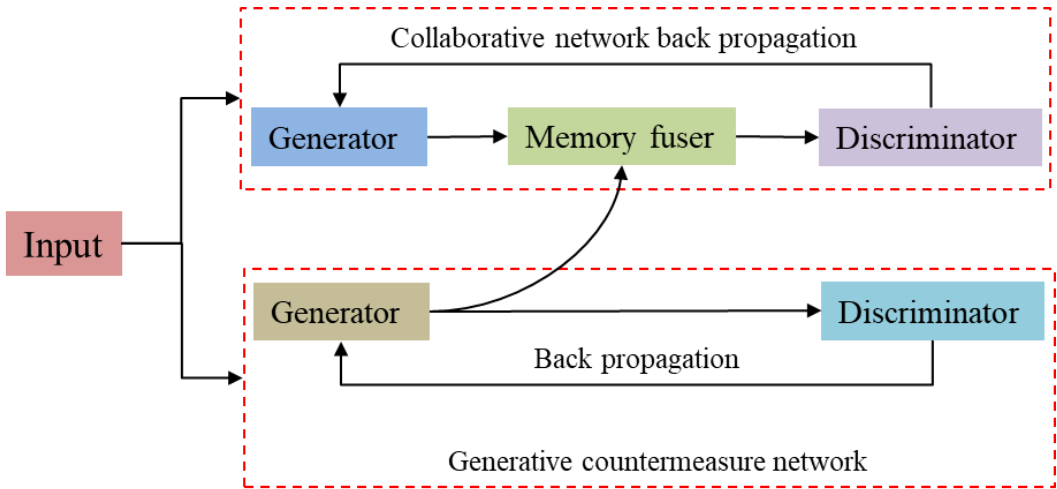 Collaborative network back propagation
Generator
Memory fuser
Discriminator
Input
Generator
Discriminator
Back propagation
Generative countermeasure network